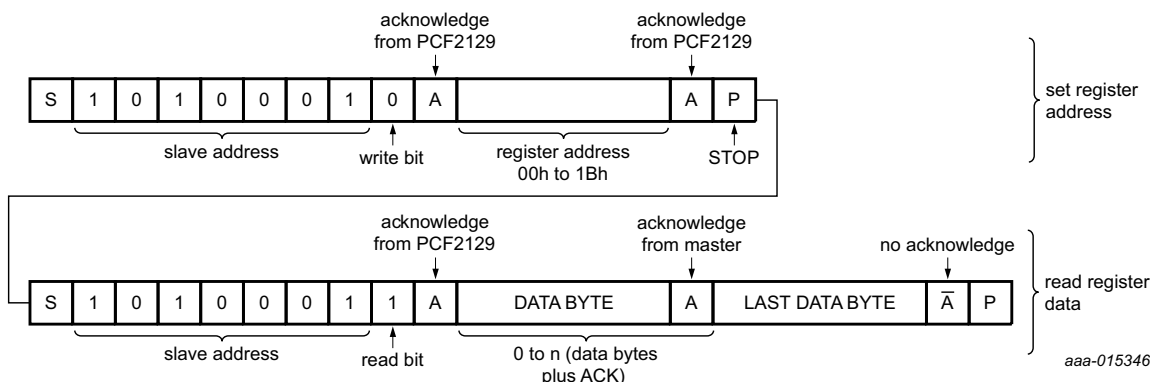 acknowledge
from PCF2129
acknowledge
from PCF2129
S 1 0 1 0 0 0 1 0 A A P
set register
address
slave address
write bit
register address
00h to 1Bh
STOP
acknowledge
from PCF2129
acknowledge
from master
no acknowledge
S 1 0 1 0 0 0 1 1 A DATA BYTE A LAST DATA BYTE A̅ P
read register
data
slave address
read bit
0 to n (data bytes
plus ACK)
aaa-015346